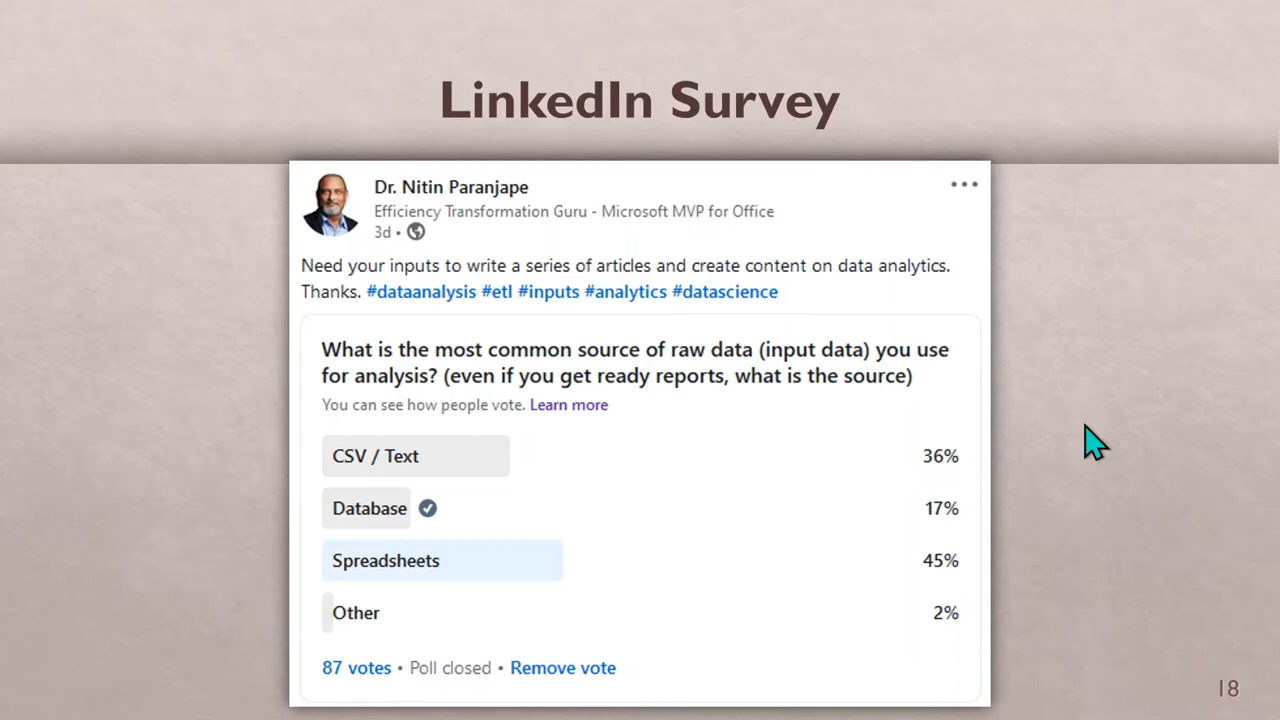 LinkedIn Survey
Dr. Nitin Paranjape
Efficiency Transformation Guru - Microsoft MVP for Office
3d •
Need your inputs to write a series of articles and create content on data analytics.
Thanks. #dataanalysis #etl #inputs #analytics #datascience
What is the most common source of raw data (input data) you use
for analysis? (even if you get ready reports, what is the source)
You can see how people vote. Learn more
CSV / Text 36%
Database 17%
Spreadsheets 45%
Other 2%
87 votes • Poll closed • Remove vote
18